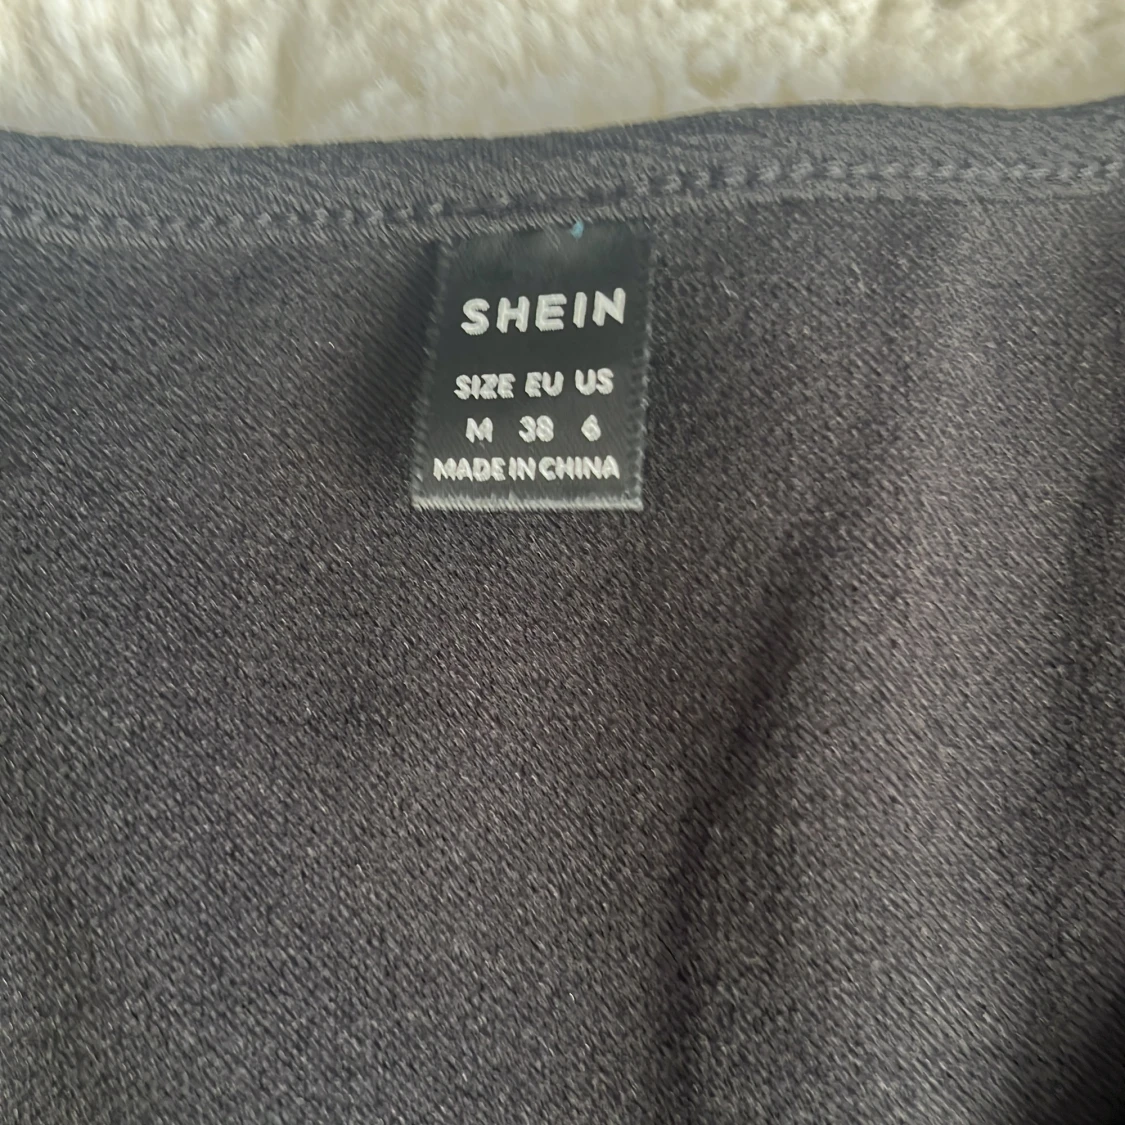 SHEIN
SIZE EU US
M 38 6
MADE IN CHINA